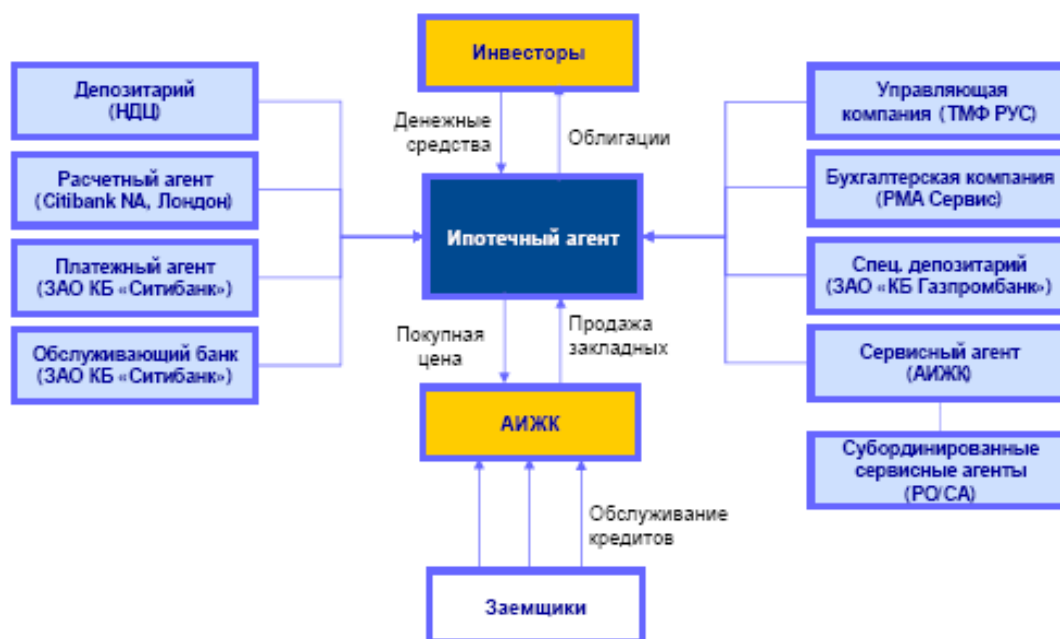 Инвесторы
Депозитарий
(НДЦ)
Управляющая
компания (ТМФ РУС)
Денежные
средства
Облигации
Расчетный агент
(Citibank NA, Лондон)
Бухгалтерская компания
(РМА Сервис)
Ипотечный агент
Платежный агент
(ЗАО КБ «Ситибанк»)
Спец. депозитарий
(ЗАО «КБ Газпромбанк»)
Покупная
цена
Продажа
закладных
Обслуживающий банк
(ЗАО КБ «Ситибанк»)
Сервисный агент
(АИЖК)
АИЖК
Субординированные
сервисные агенты
(РО/СА)
Обслуживание
кредитов
Заемщики